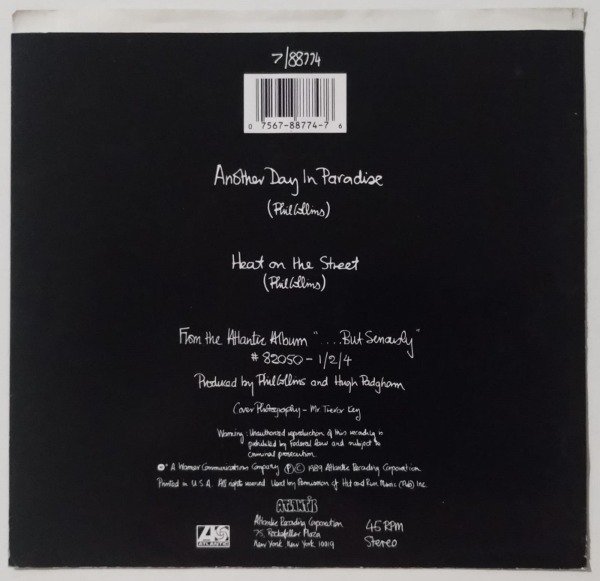 7/88774
0 7567-88774-7 6
Another Day In Paradise
(Phil Collins)
Heat on the Street
(Phil Collins)
From the Atlantic Album "....But Seriously"
# 82050-1/2/4
Produced by Phil Collins and Hugh Padgham
Cover Photography - Mr Trevor Key
Warning: Unauthorized reproduction of this recording is
prohibited by Federal law and subject to
criminal prosecution.
A Warner Communications Company ℗© 1989 Atlantic Recording Corporation
Printed in U.S.A. All rights reserved Used by Permission of Hit and Run Music (Pub) Inc.
ATLANTIC
Atlantic Recording Corporation
75, Rockefeller Plaza
New York New York 10019
ATLANTIC
45 RPM
Stereo